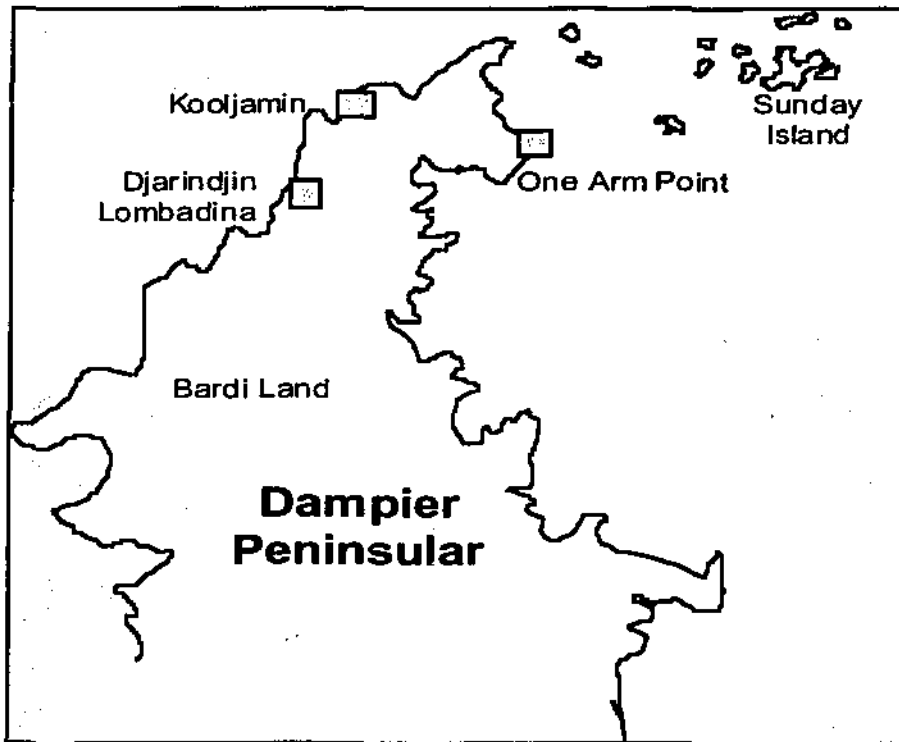 Kooljamin
Sunday
Island
Djarindjin
Lombadina
One Arm Point
Bardi Land
Dampier
Peninsular